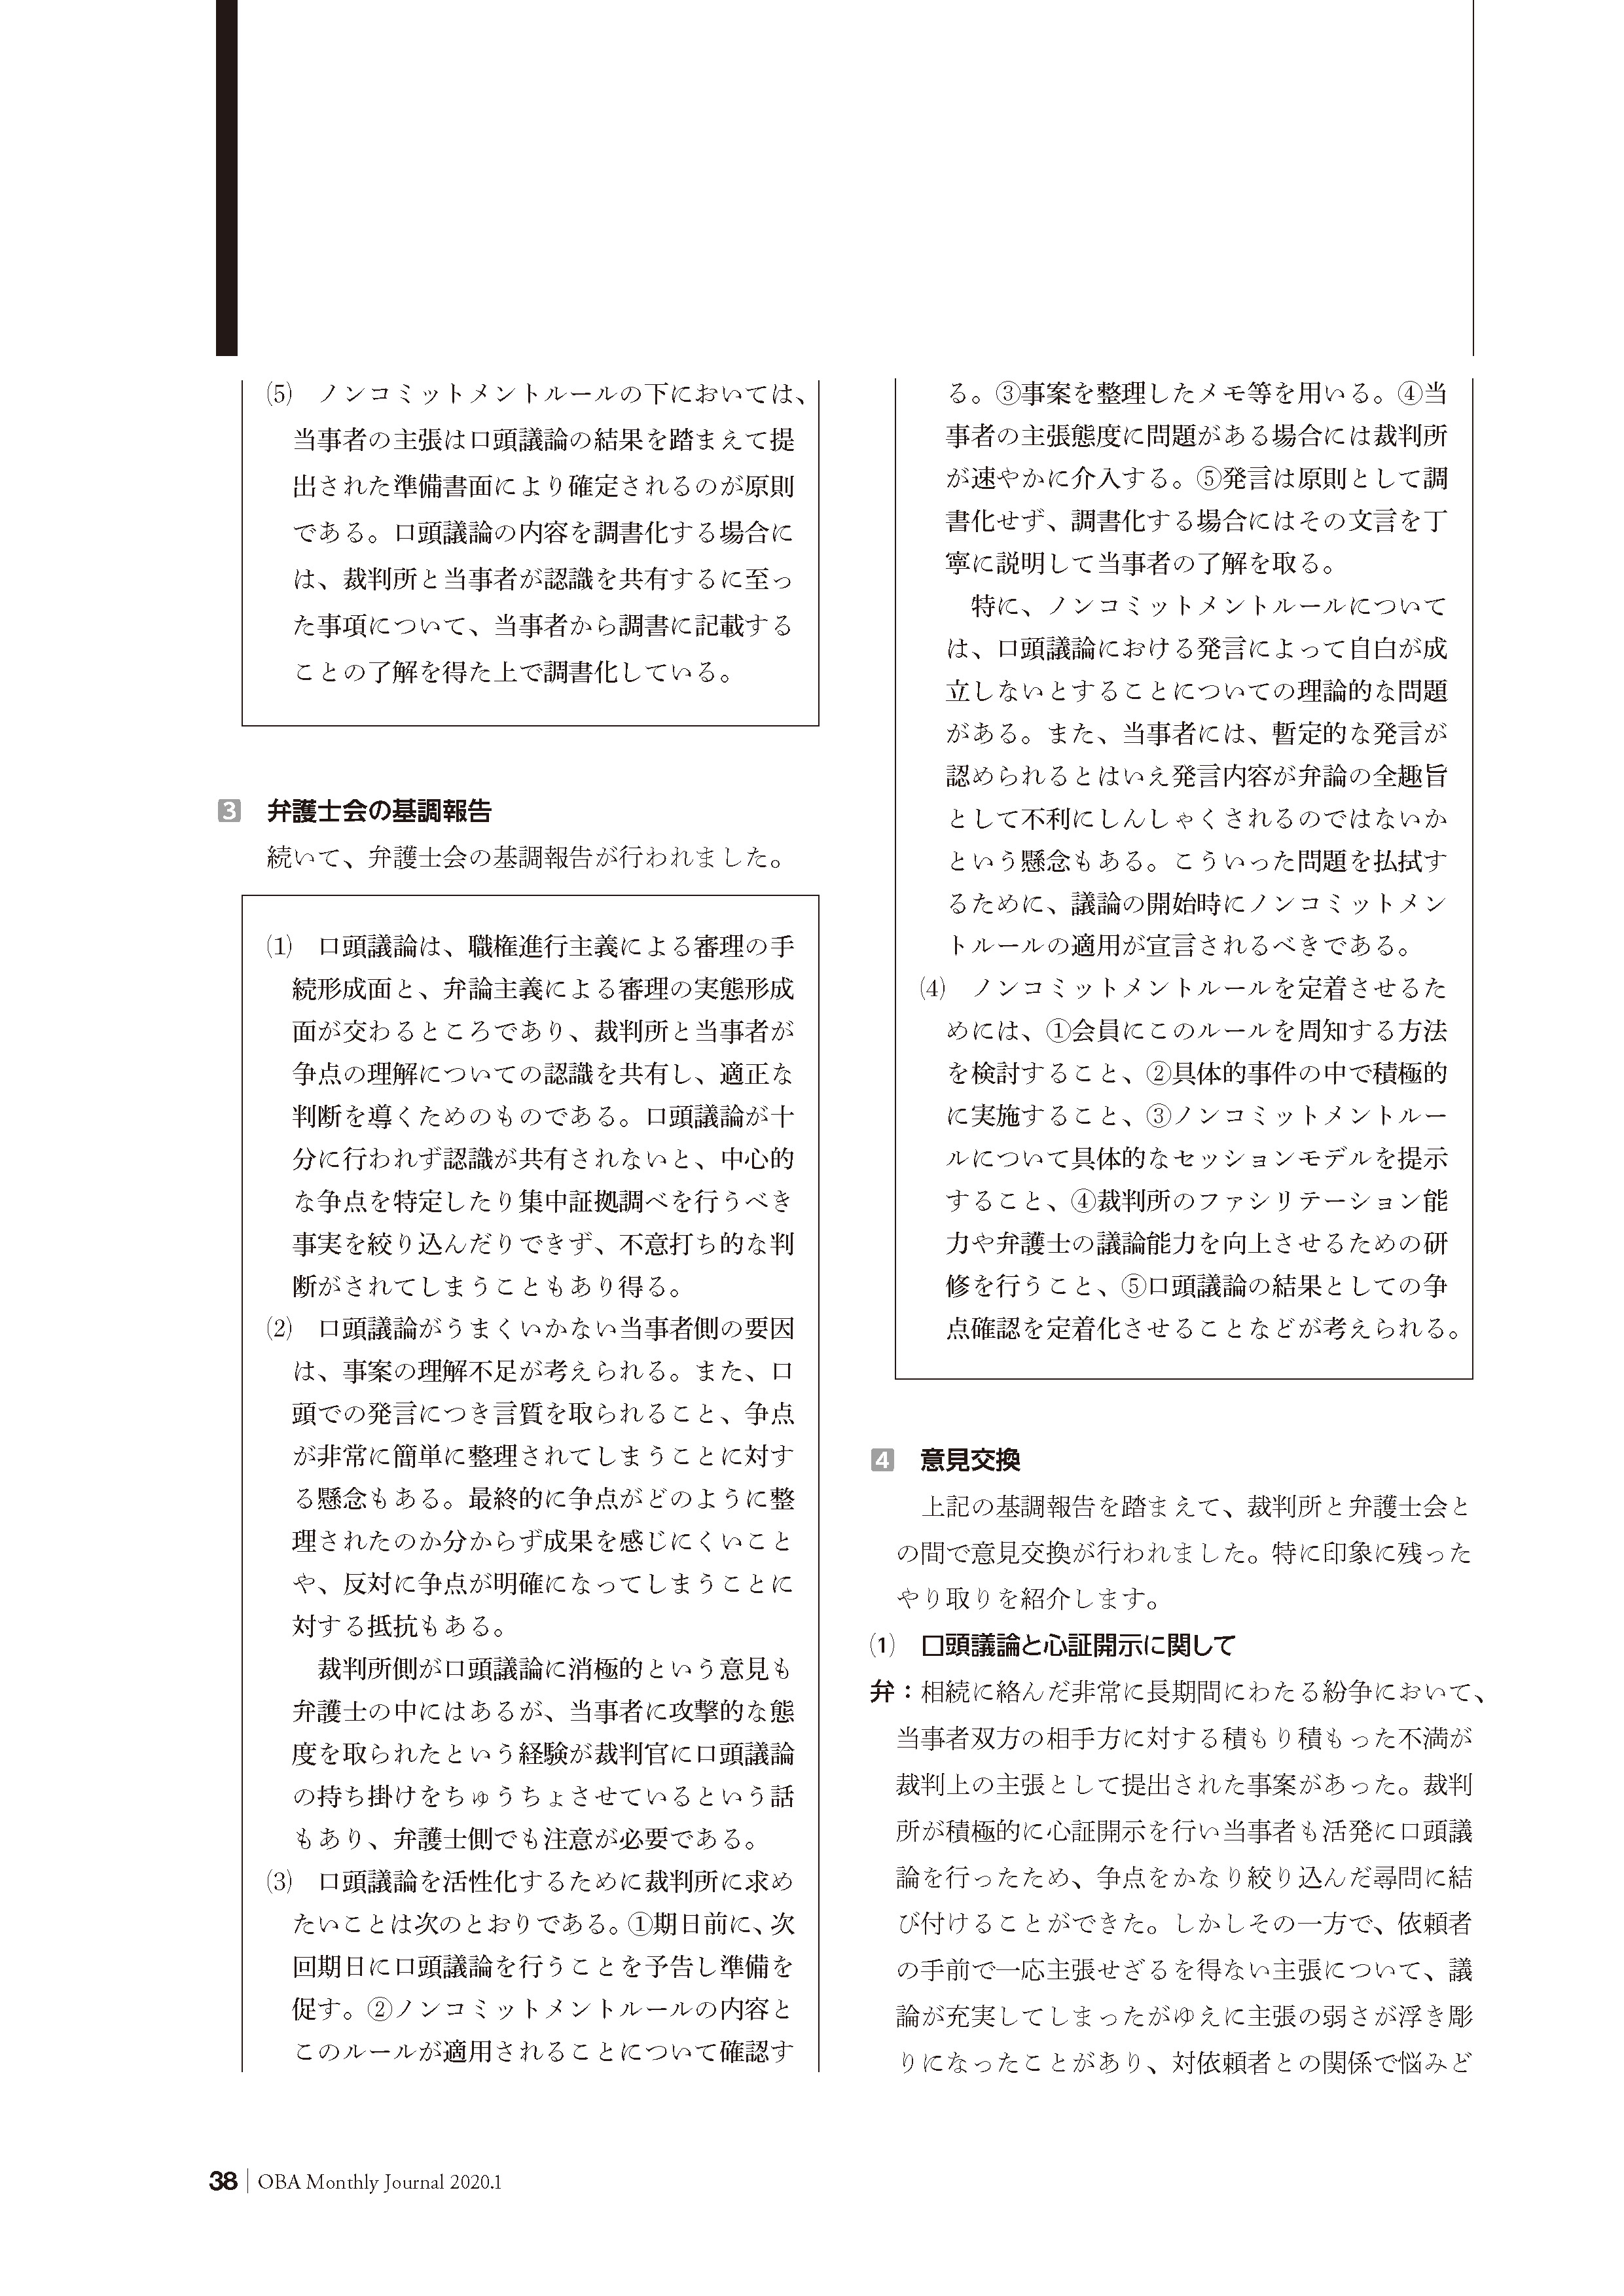 ⑸　ノンコミットメントルールの下においては、
当事者の主張は口頭議論の結果を踏まえて提
出された準備書面により確定されるのが原則
である。口頭議論の内容を調書化する場合に
は、裁判所と当事者が認識を共有するに至っ
た事項について、当事者から調書に記載する
ことの了解を得た上で調書化している。
3　弁護士会の基調報告
続いて、弁護士会の基調報告が行われました。
⑴　口頭議論は、職権進行主義による審理の手
続形成面と、弁論主義による審理の実態形成
面が交わるところであり、裁判所と当事者が
争点の理解についての認識を共有し、適正な
判断を導くためのものである。口頭議論が十
分に行われず認識が共有されないと、中心的
な争点を特定したり集中証拠調べを行うべき
事実を絞り込んだりできず、不意打ち的な判
断がされてしまうこともあり得る。
⑵　口頭議論がうまくいかない当事者側の要因
は、事案の理解不足が考えられる。また、口
頭での発言につき言質を取られること、争点
が非常に簡単に整理されてしまうことに対す
る懸念もある。最終的に争点がどのように整
理されたのか分からず成果を感じにくいこと
や、反対に争点が明確になってしまうことに
対する抵抗もある。
裁判所側が口頭議論に消極的という意見も
弁護士の中にはあるが、当事者に攻撃的な態
度を取られたという経験が裁判官に口頭議論
の持ち掛けをちゅうちょさせているという話
もあり、弁護士側でも注意が必要である。
⑶　口頭議論を活性化するために裁判所に求め
たいことは次のとおりである。①期日前に、次
回期日に口頭議論を行うことを予告し準備を
促す。②ノンコミットメントルールの内容と
このルールが適用されることについて確認す
る。③事案を整理したメモ等を用いる。④当
事者の主張態度に問題がある場合には裁判所
が速やかに介入する。⑤発言は原則として調
書化せず、調書化する場合にはその文言を丁
寧に説明して当事者の了解を取る。
特に、ノンコミットメントルールについて
は、口頭議論における発言によって自白が成
立しないとすることについての理論的な問題
がある。また、当事者には、暫定的な発言が
認められるとはいえ発言内容が弁論の全趣旨
として不利にしんしゃくされるのではないか
という懸念もある。こういった問題を払拭す
るために、議論の開始時にノンコミットメン
トルールの適用が宣言されるべきである。
⑷　ノンコミットメントルールを定着させるた
めには、①会員にこのルールを周知する方法
を検討すること、②具体的事件の中で積極的
に実施すること、③ノンコミットメントルー
ルについて具体的なセッションモデルを提示
すること、④裁判所のファシリテーション能
力や弁護士の議論能力を向上させるための研
修を行うこと、⑤口頭議論の結果としての争
点確認を定着化させることなどが考えられる。
4　意見交換
上記の基調報告を踏まえて、裁判所と弁護士会と
の間で意見交換が行われました。特に印象に残った
やり取りを紹介します。
⑴　口頭議論と心証開示に関して
弁：相続に絡んだ非常に長期間にわたる紛争において、
当事者双方の相手方に対する積もり積もった不満が
裁判上の主張として提出された事案があった。裁判
所が積極的に心証開示を行い当事者も活発に口頭議
論を行ったため、争点をかなり絞り込んだ尋問に結
び付けることができた。しかしその一方で、依頼者
の手前で一応主張せざるを得ない主張について、議
論が充実してしまったがゆえに主張の弱さが浮き彫
りになったことがあり、対依頼者との関係で悩みど
38 OBA Monthly Journal 2020.1